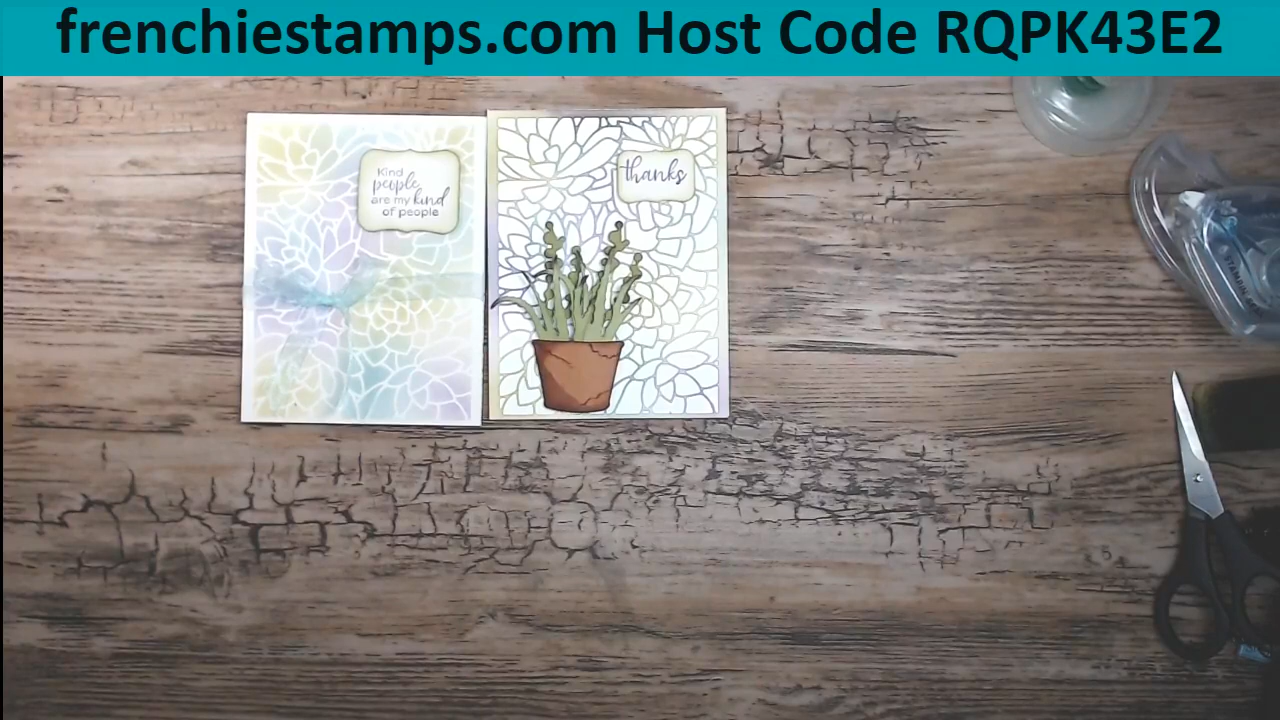 frenchiestamps.com Host Code RQPK43E2
Kind
people
are my kind
of people
thanks